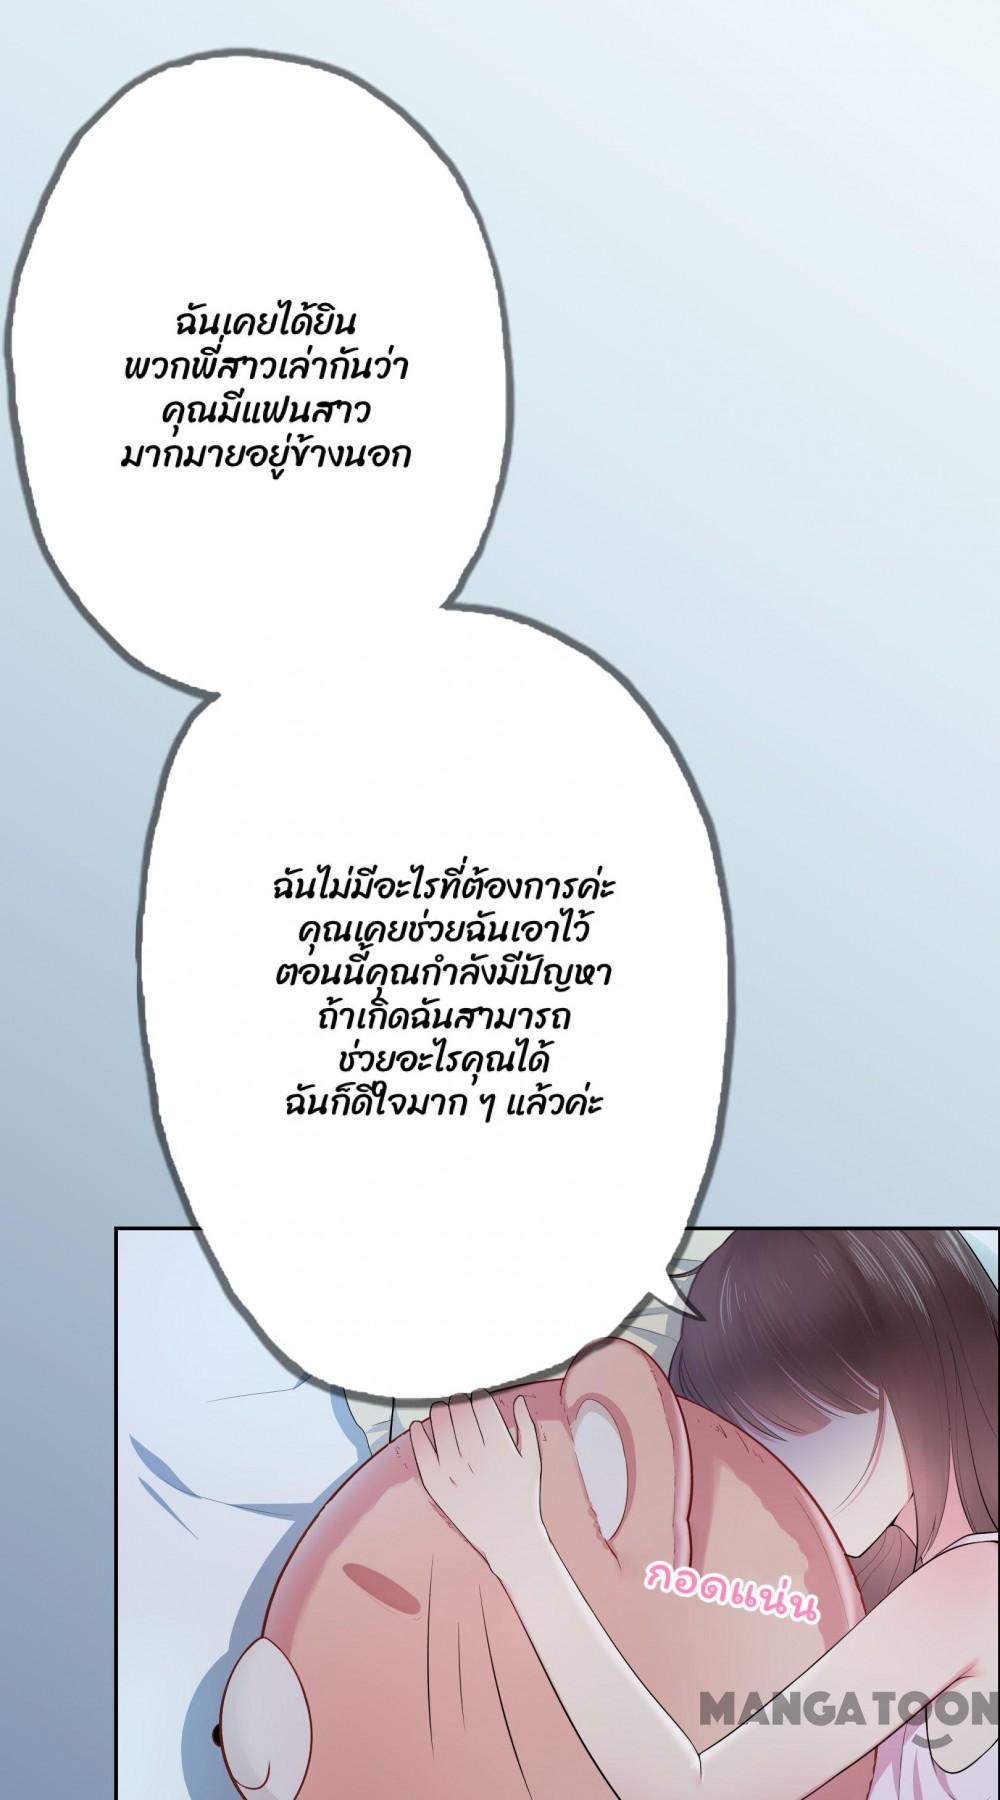 ฉันเคยได้ยิน
พวกพี่สาวเล่ากันว่า
คุณมีแฟนสาว
มากมายอยู่ข้างนอก
ฉันไม่มีอะไรที่ต้องการค่ะ
คุณเคยช่วยฉันเอาไว้
ตอนนี้คุณกำลังมีปัญหา
ถ้าเกิดฉันสามารถ
ช่วยอะไรคุณได้
ฉันก็ดีใจมาก ๆ แล้วค่ะ
กอดแน่น
MANGATOON